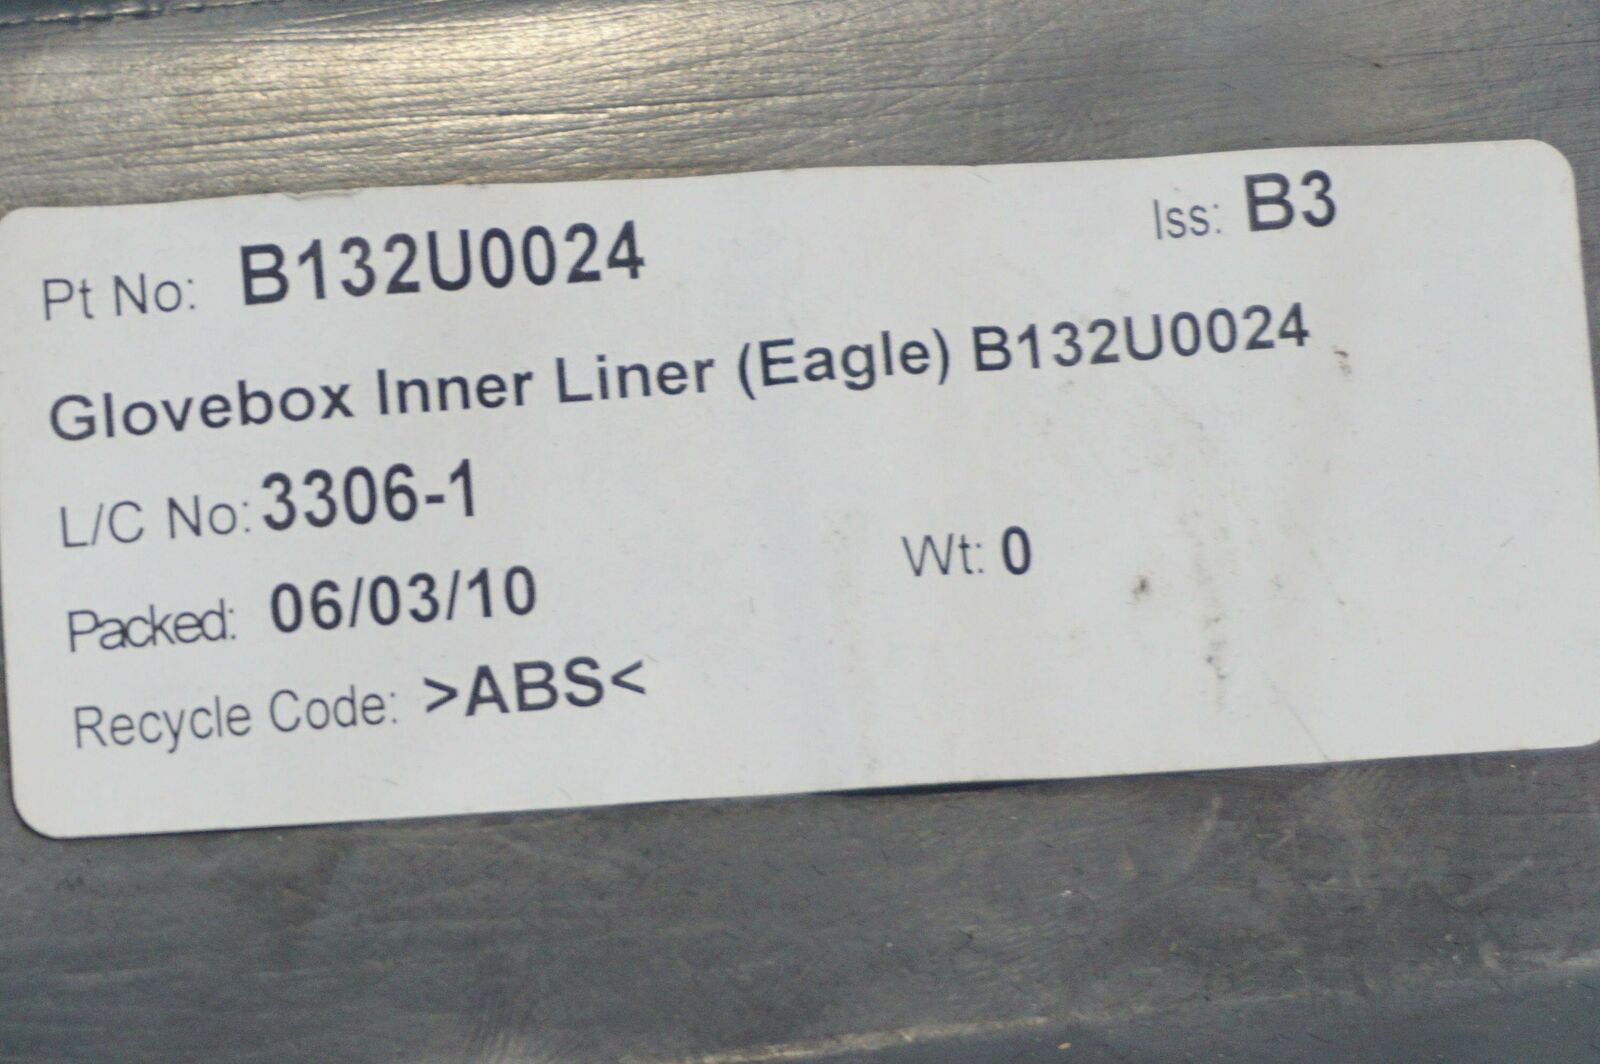 Pt No: B132U0024 Iss: B3
Glovebox Inner Liner (Eagle) B132U0024
L/C No: 3306-1
Packed: 06/03/10 Wt: 0
Recycle Code: >ABS<